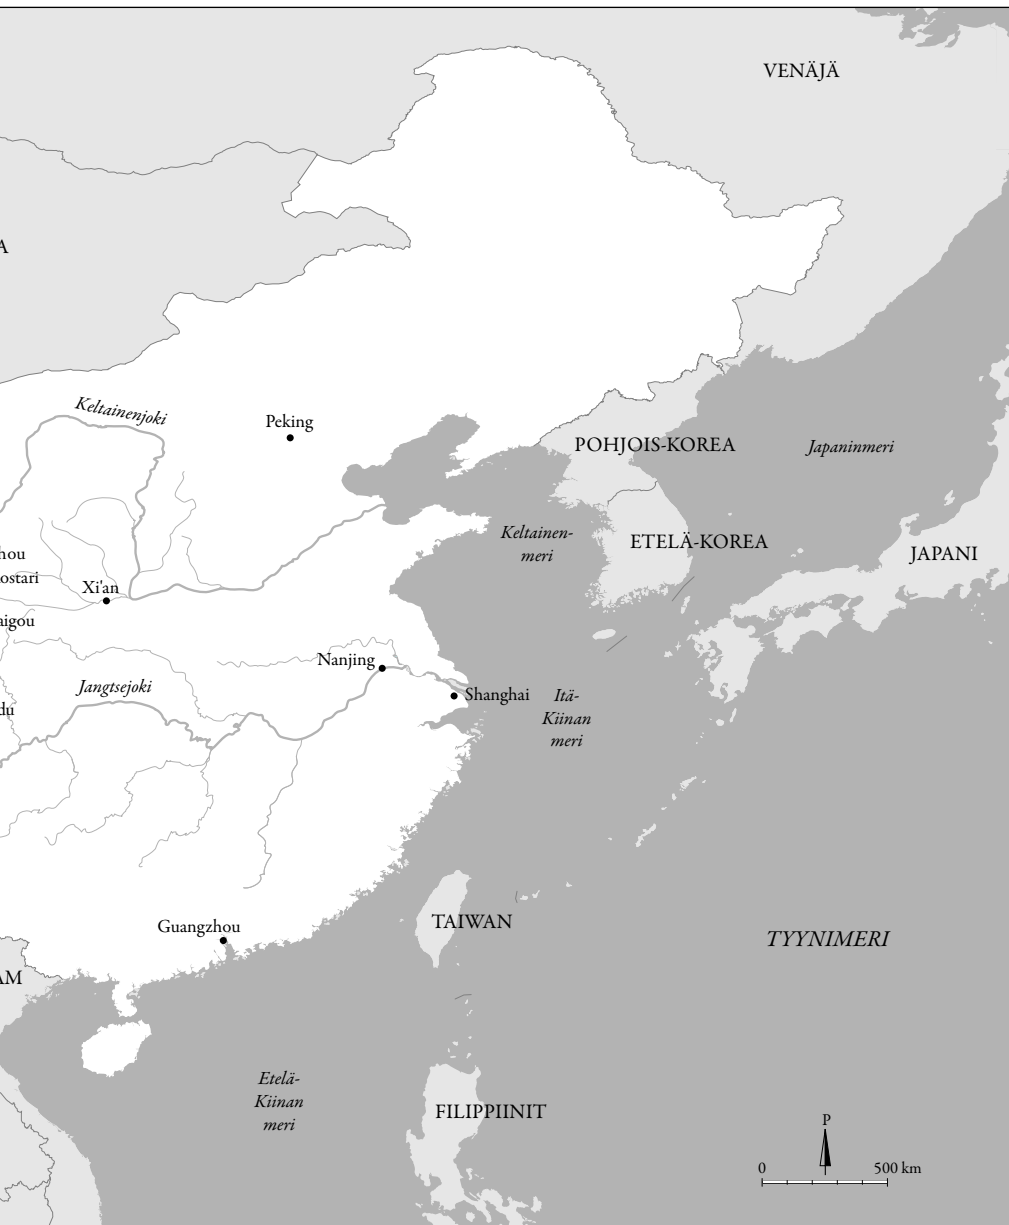 VENÄJÄ
A
Keltainenjoki
Peking
POHJOIS-KOREA
Japaninmeri
Keltainen-
meri
ETELÄ-KOREA
JAPANI
hou
ostari
Xi'an
aigou
Nanjing
Jangtsejoki
Shanghai
du
Itä-
Kiinan
meri
Guangzhou
TAIWAN
TYYNIMERI
AM
Etelä-
Kiinan
meri
FILIPPIINIT
P
0 500 km